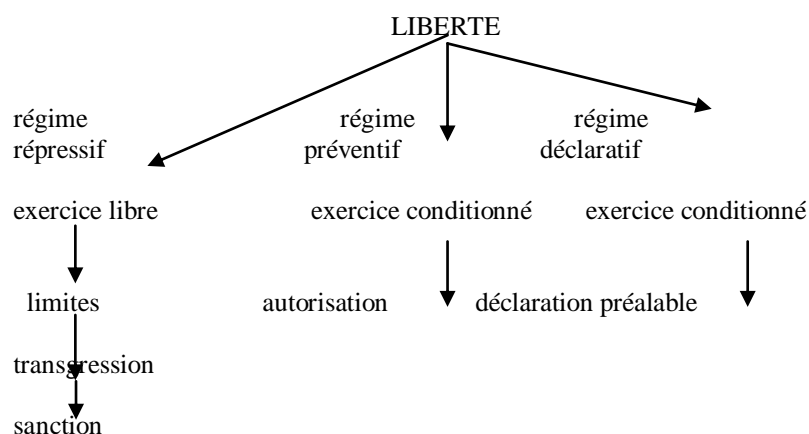 LIBERTE
régime régime régime
répressif préventif déclaratif
exercice libre exercice conditionné exercice conditionné
limites autorisation déclaration préalable
transgression
sanction